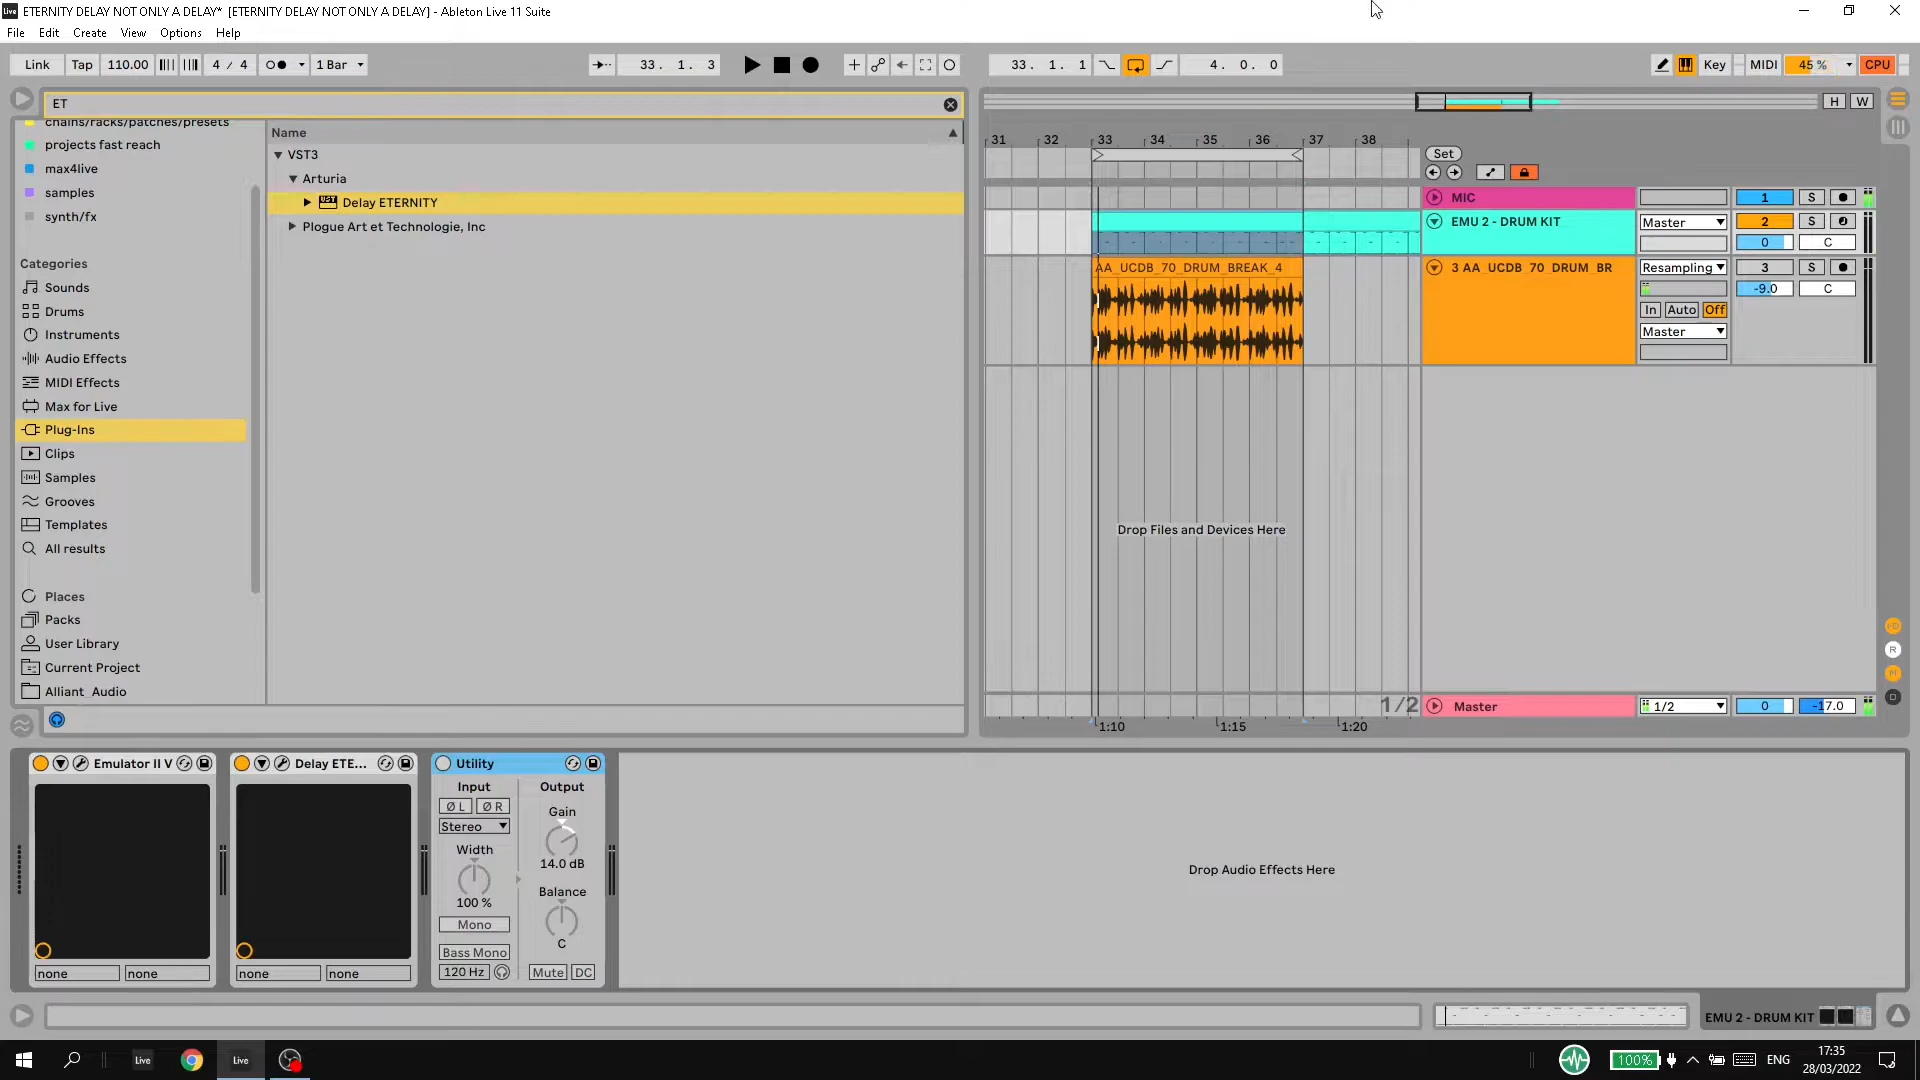 ETERNITY DELAY NOT ONLY A DELAY* [ETERNITY DELAY NOT ONLY A DELAY] - Ableton Live 11 Suite
File Edit Create View Options Help
Link Tap 110.00 4 / 4 1 Bar 33. 1. 3 33. 1. 1 4. 0. 0 Key MIDI 45 % CPU
ET
H W
chains/racks/patches/presets
projects fast reach
max4live
samples
synth/fx
Categories
Sounds
Drums
Instruments
Audio Effects
MIDI Effects
Max for Live
Plug-Ins
Clips
Samples
Grooves
Templates
All results
Places
Packs
User Library
Current Project
Alliant_Audio
Name
VST3
Arturia
Delay ETERNITY
Plogue Art et Technologie, Inc
31 32 33 34 35 36 37 38
Set
MIC 1 S
EMU 2 - DRUM KIT Master 2 S
0 C
AA_UCDB_70_DRUM_BREAK_4
3 AA_UCDB_70_DRUM_BR Resampling 3 S
-9.0 C
In Auto Off
Master
Drop Files and Devices Here
R
M
D
1/2 Master 1/2 0 -17.0
1:10 1:15 1:20
Emulator II V
none none
Delay ETE...
none none
Utility
Input
Ø L Ø R
Stereo
Width
100 %
Mono
Bass Mono
120 Hz
Output
Gain
14.0 dB
Balance
C
Mute DC
Drop Audio Effects Here
EMU 2 - DRUM KIT
Live Live
100% ENG
17:35
28/03/2022